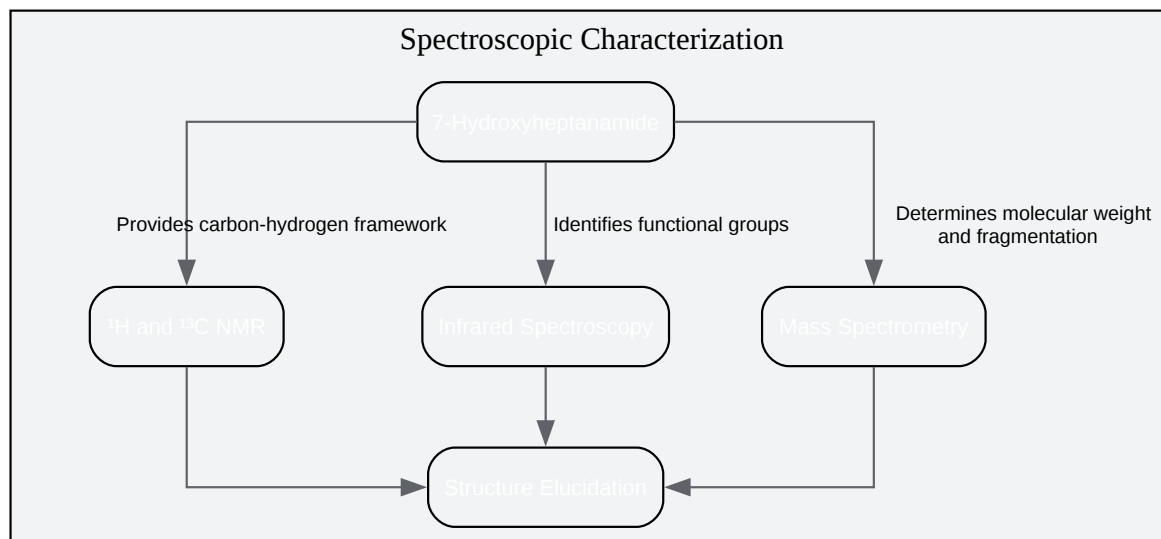 Spectroscopic Characterization
7-Hydroxyheptanamide
Provides carbon-hydrogen framework
Identifies functional groups
Determines molecular weight
and fragmentation
¹H and ¹³C NMR
Infrared Spectroscopy
Mass Spectrometry
Structure Elucidation